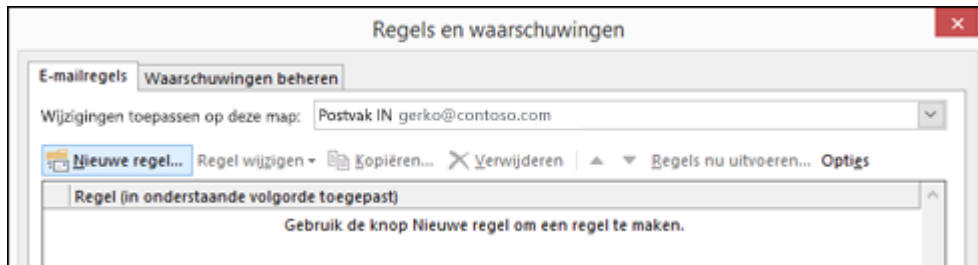 Regels en waarschuwingen
E-mailregels Waarschuwingen beheren
Wijzigingen toepassen op deze map: Postvak IN gerko@contoso.com
Nieuwe regel... Regel wijzigen Kopiëren... Verwijderen Regels nu uitvoeren... Opties
Regel (in onderstaande volgorde toegepast)
Gebruik de knop Nieuwe regel om een regel te maken.